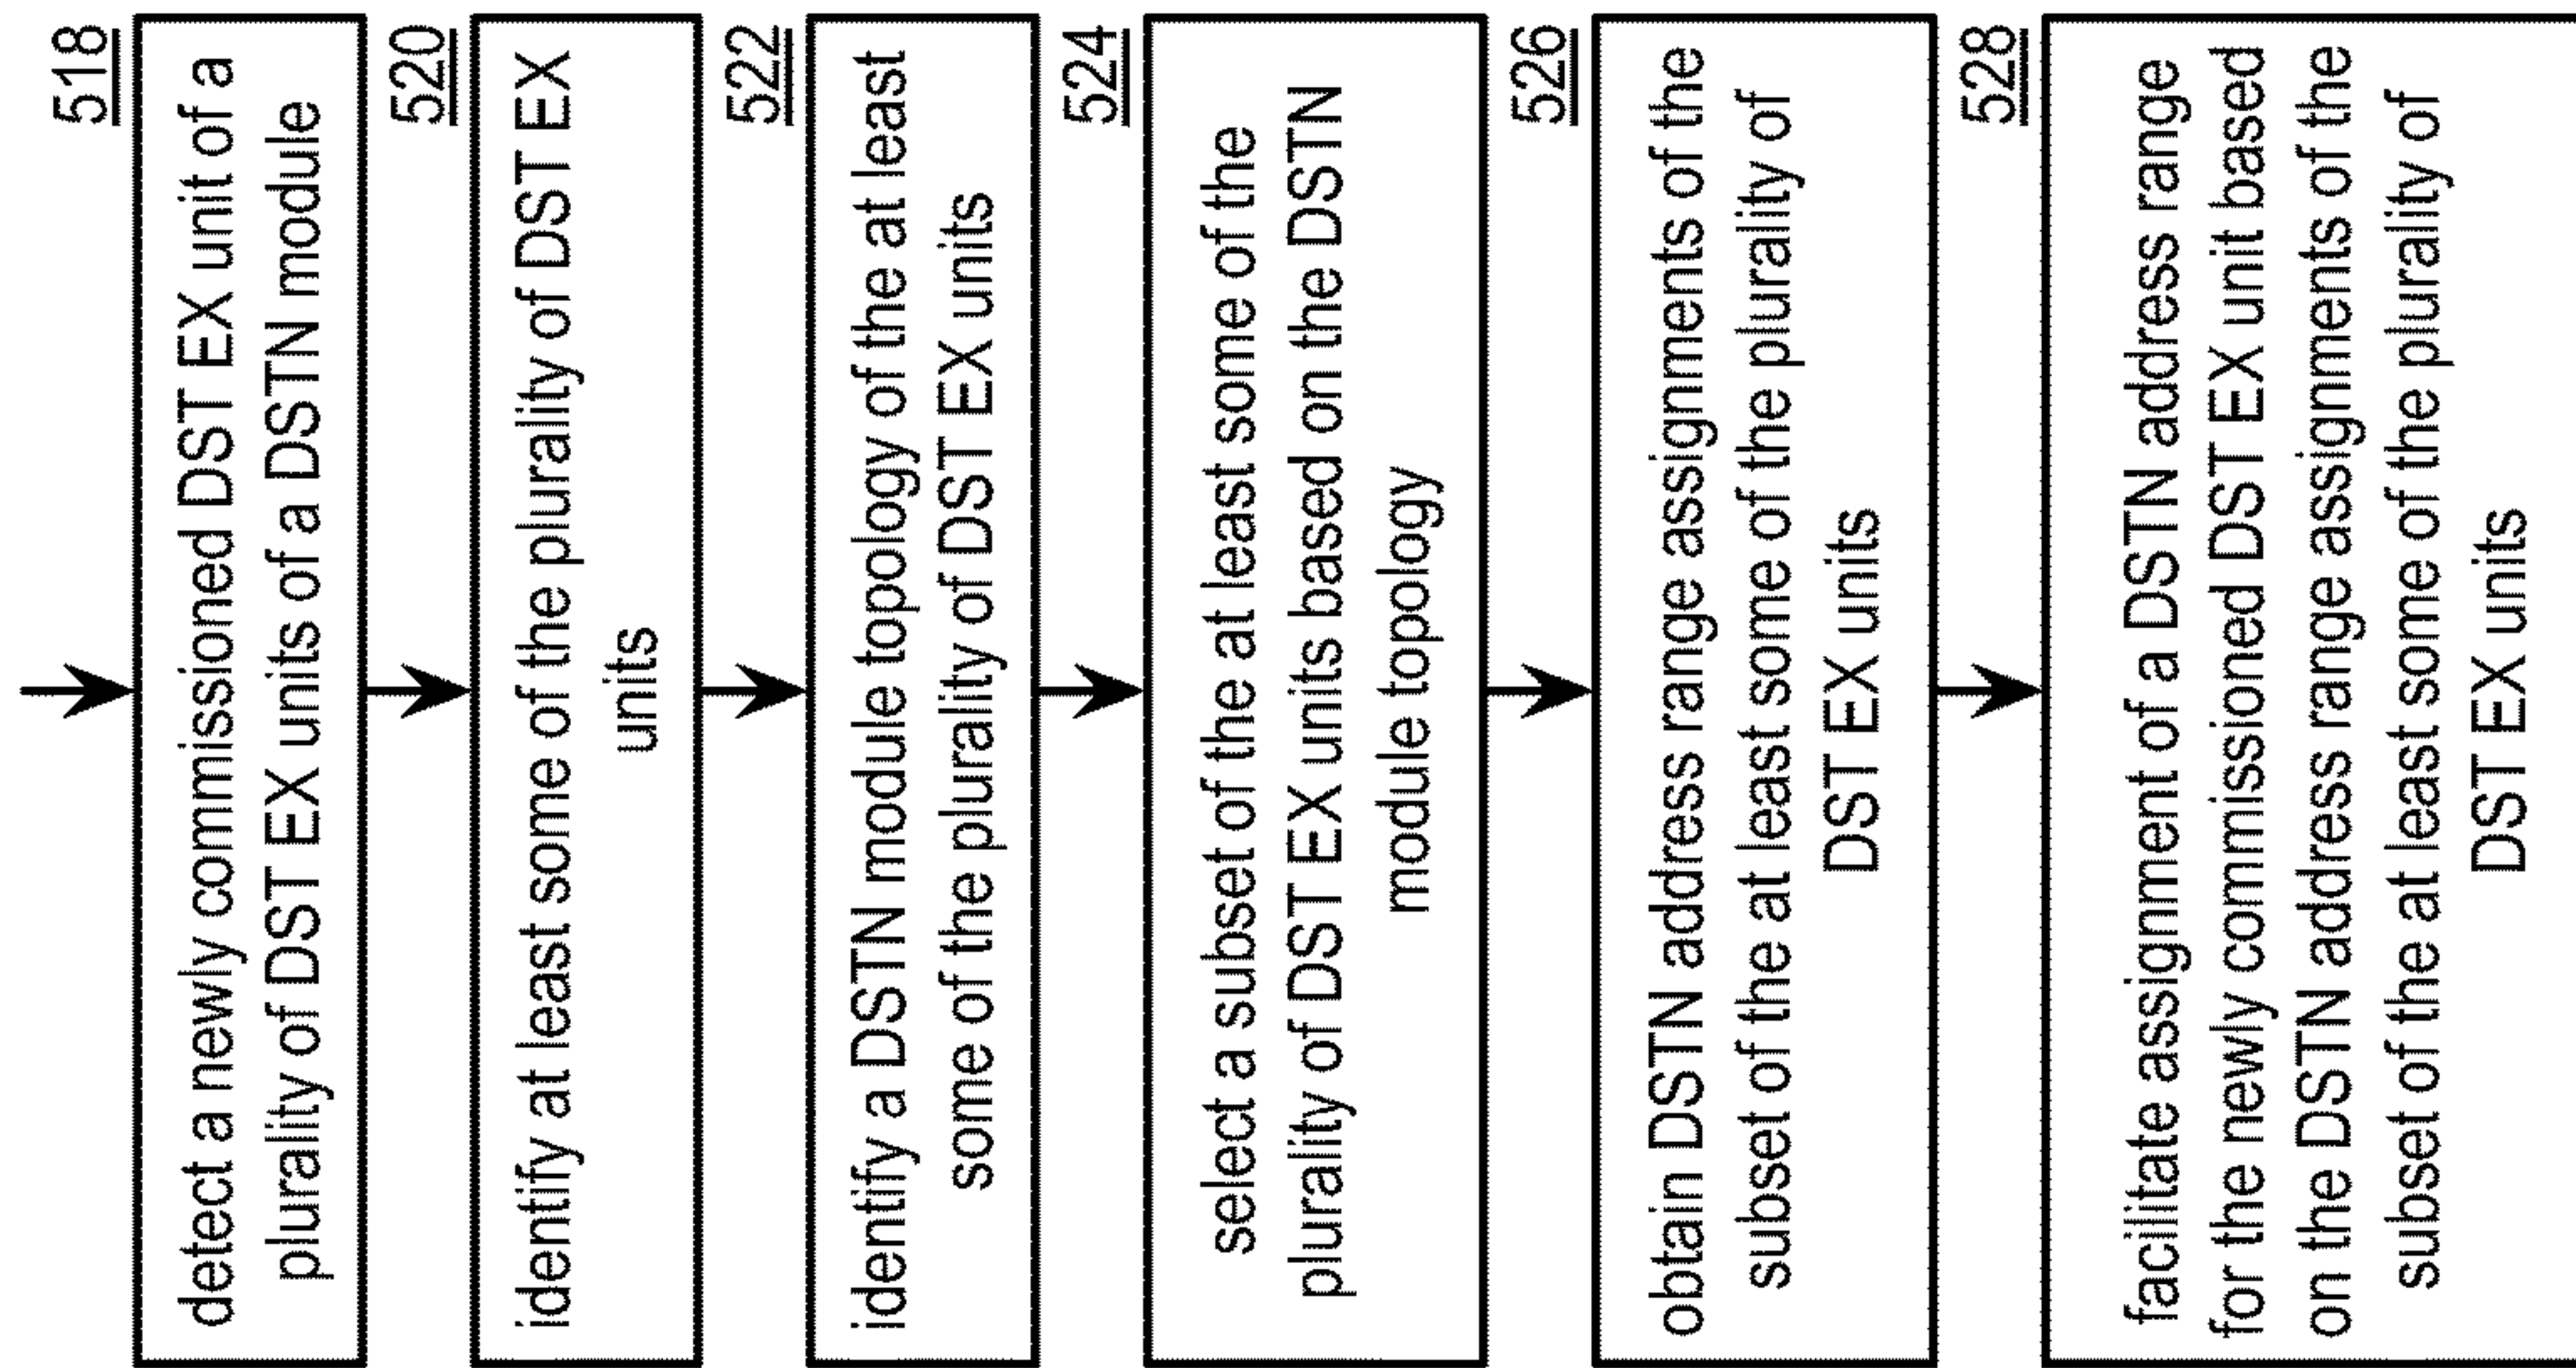 518
detect a newly commissioned DST EX unit of a
plurality of DST EX units of a DSTN module
520
identify at least some of the plurality of DST EX
units
522
identify a DSTN module topology of the at least
some of the plurality of DST EX units
524
select a subset of the at least some of the
plurality of DST EX units based on the DSTN
module topology
526
obtain DSTN address range assignments of the
subset of the at least some of the plurality of
DST EX units
528
facilitate assignment of a DSTN address range
for the newly commissioned DST EX unit based
on the DSTN address range assignments of the
subset of the at least some of the plurality of
DST EX units